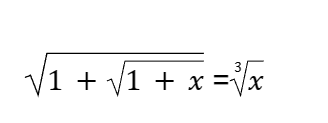 √(1 + √(1 + x)) = ∛x